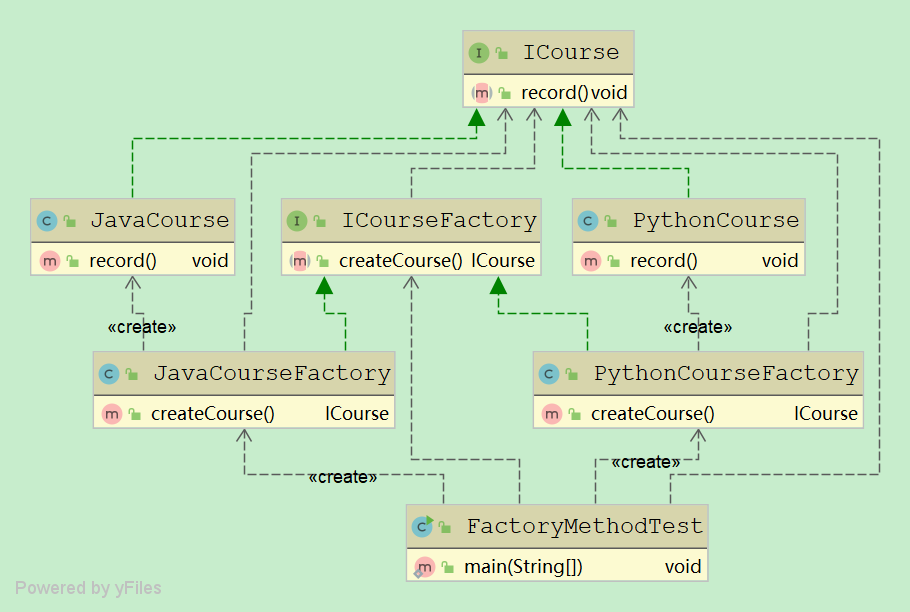 I ICourse
m record() void
C JavaCourse
m record() void
I ICourseFactory
m createCourse() ICourse
C PythonCourse
m record() void
«create»
«create»
C JavaCourseFactory
m createCourse() ICourse
C PythonCourseFactory
m createCourse() ICourse
«create»
«create»
C FactoryMethodTest
m main(String[]) void
Powered by yFiles